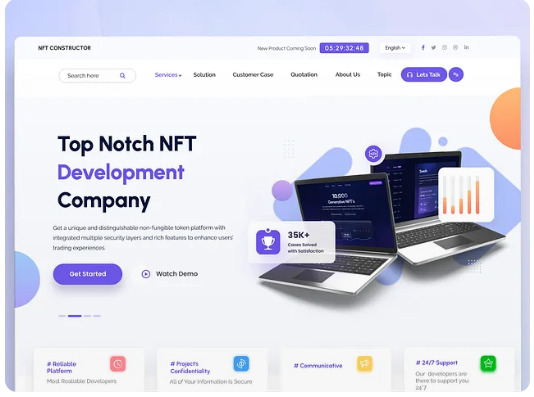 NFT CONSTRUCTOR
New Product Coming Soon
05:29:32:48
English
Search here
Services
Solution
Customer Case
Quotation
About Us
Topic
Lets Talk
Top Notch NFT
Development
Company
Get a unique and distinguishable non-fungible token platform with
integrated multiple security layers and rich features to enhance users'
trading experiences.
Get Started
Watch Demo
10,000
Generative NFT's
35K+
Cases Solved
with Satisfaction
# Reliable
Platform
Most Realiable Developers
# Projects
Confidentiality
All of Your Information is Secure
# Communicative
# 24/7 Support
Our developers are
there to support you
24/7